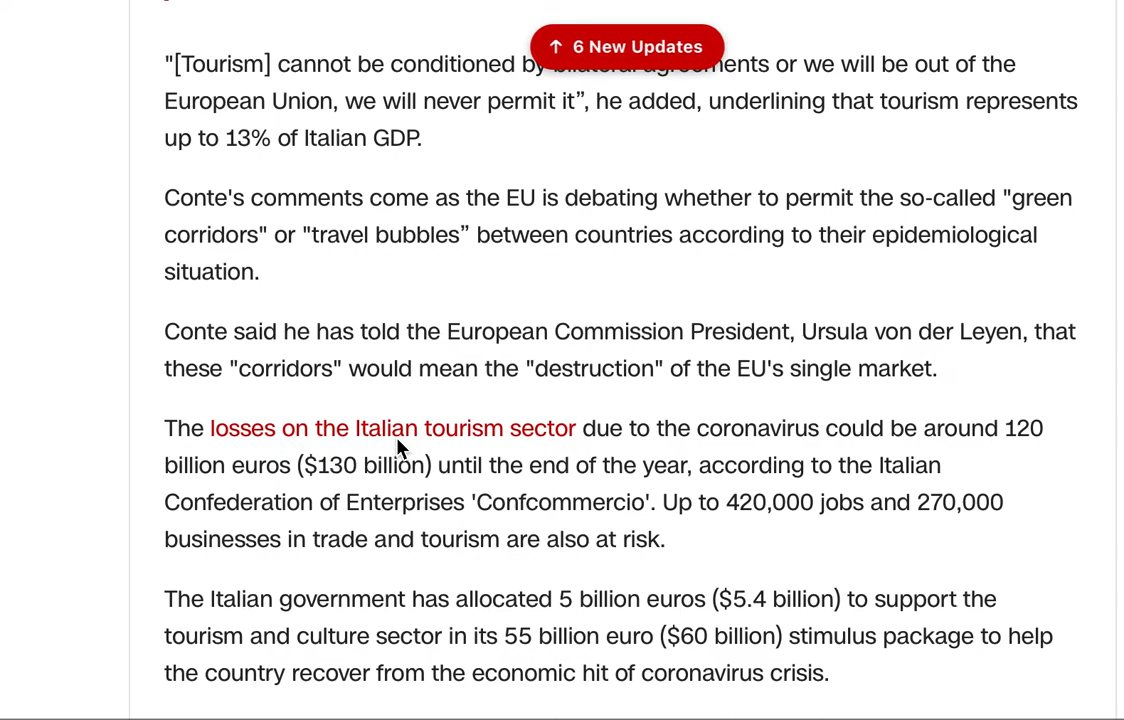 ↑ 6 New Updates
"[Tourism] cannot be conditioned by bilateral agreements or we will be out of the
European Union, we will never permit it”, he added, underlining that tourism represents
up to 13% of Italian GDP.
Conte's comments come as the EU is debating whether to permit the so-called "green
corridors" or "travel bubbles” between countries according to their epidemiological
situation.
Conte said he has told the European Commission President, Ursula von der Leyen, that
these "corridors" would mean the "destruction" of the EU's single market.
The losses on the Italian tourism sector due to the coronavirus could be around 120
billion euros ($130 billion) until the end of the year, according to the Italian
Confederation of Enterprises 'Confcommercio'. Up to 420,000 jobs and 270,000
businesses in trade and tourism are also at risk.
The Italian government has allocated 5 billion euros ($5.4 billion) to support the
tourism and culture sector in its 55 billion euro ($60 billion) stimulus package to help
the country recover from the economic hit of coronavirus crisis.